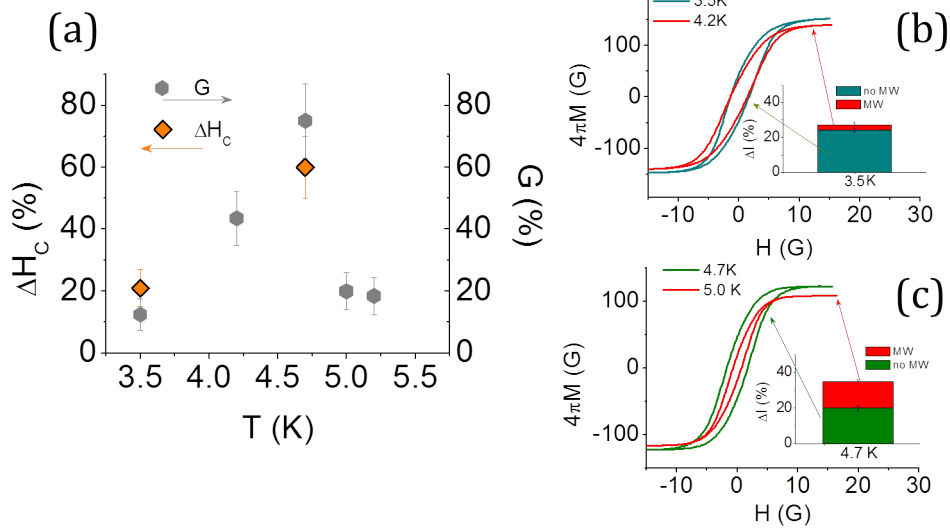 (a)
G
ΔH_C
80
60
40
20
0
ΔH_C (%)
80
60
40
20
0
G (%)
3.5 4.0 4.5 5.0 5.5
T (K)
3.5K
4.2K
(b)
100
0
-100
4πM (G)
-10 0 10 20 30
H (G)
no MW
MW
40
20
0
ΔI (%)
3.5K
4.7K
5.0 K
(c)
100
0
-100
4πM (G)
-10 0 10 20 30
H (G)
MW
no MW
40
20
0
ΔI (%)
4.7 K